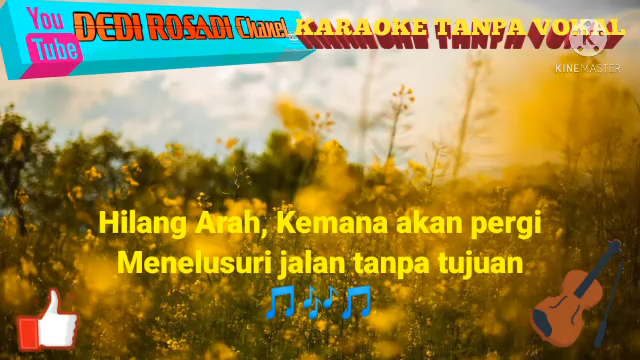 You
Tube
DEDI ROSADI Chanel
KARAOKE TANPA VOKAL
KINEMASTER
Hilang Arah, Kemana akan pergi
Menelusuri jalan tanpa tujuan